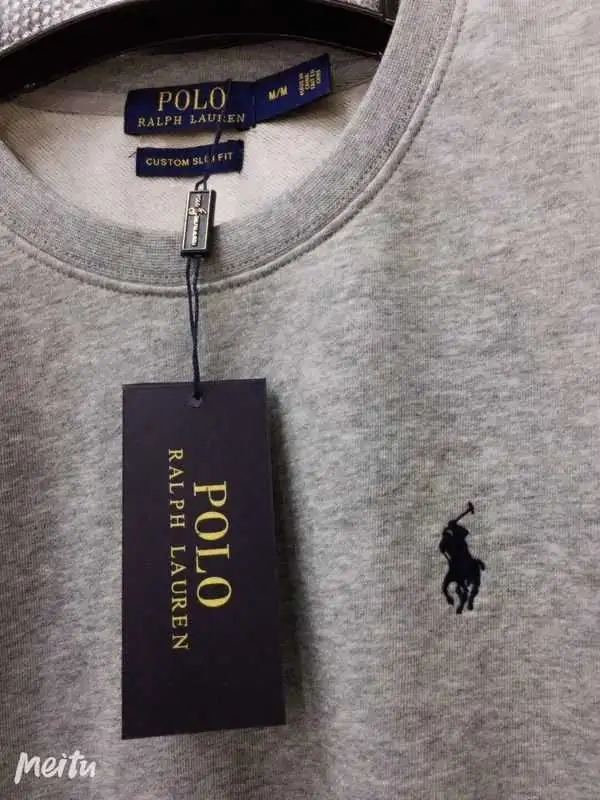 POLO
RALPH LAUREN
M/M
CUSTOM SLIM FIT
POLO
RALPH LAUREN
meitu